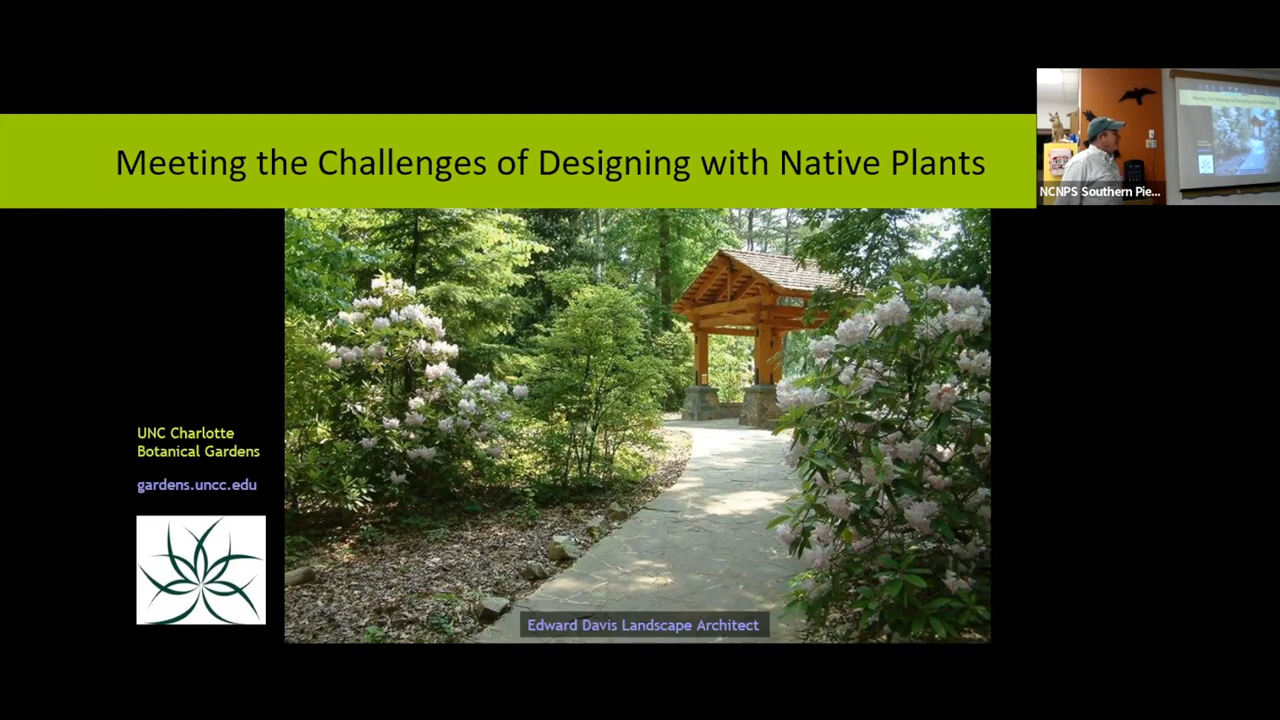 Meeting the Challenges of Designing with Native Plants
NCNPS Southern Pie...
UNC Charlotte
Botanical Gardens
gardens.uncc.edu
Edward Davis Landscape Architect